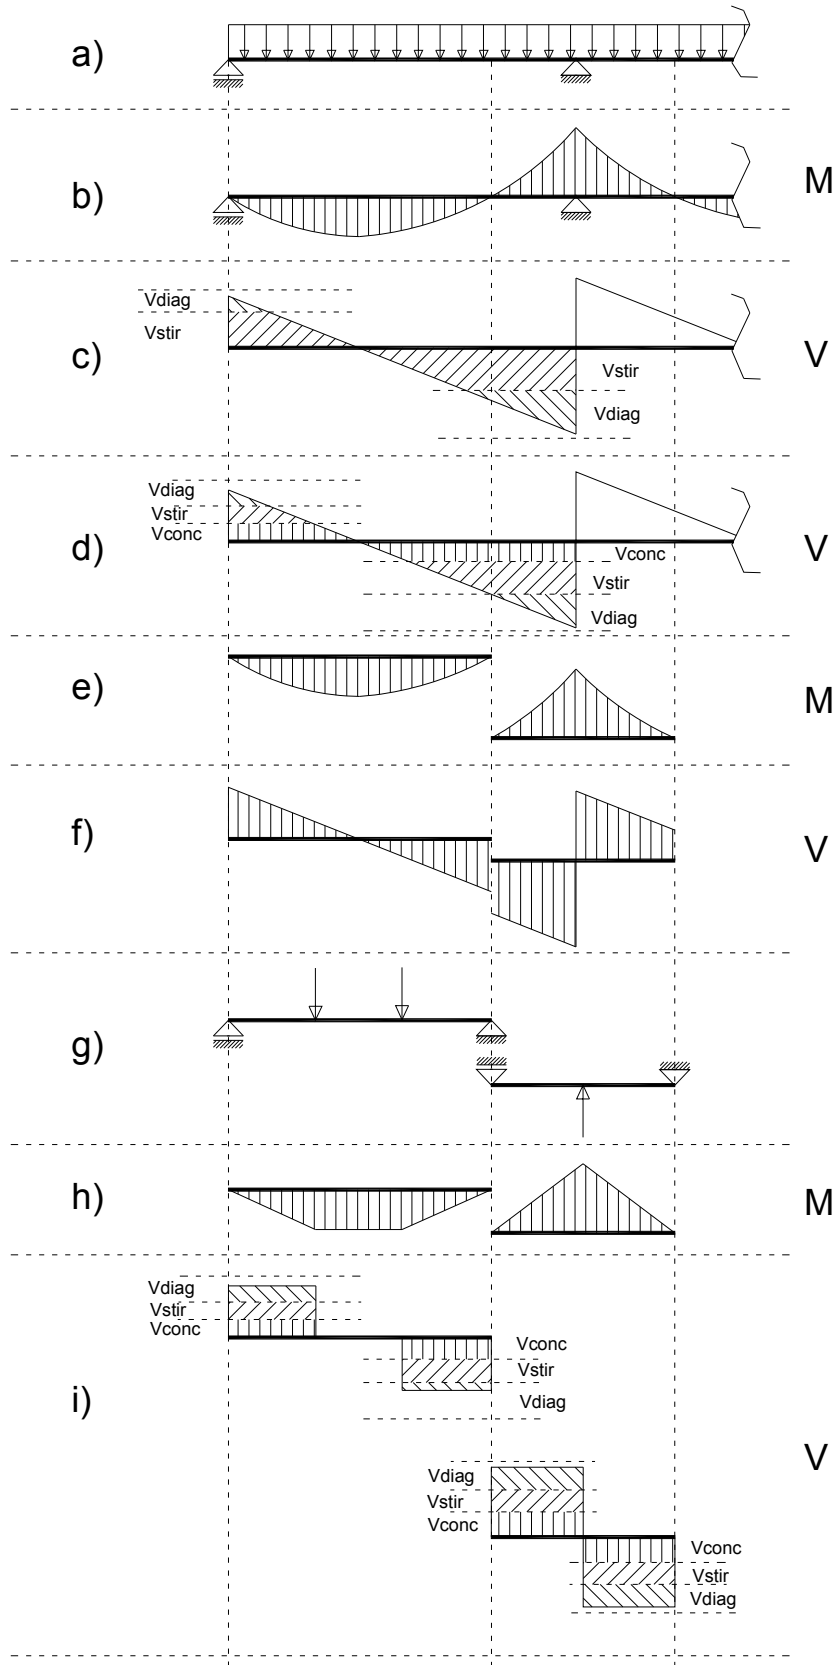 a)
b)
M
Vdiag
Vstir
c)
V
Vstir
Vdiag
Vdiag
Vstir
Vconc
d)
V
Vconc
Vstir
Vdiag
e)
M
f)
V
g)
h)
M
Vdiag
Vstir
Vconc
Vconc
Vstir
Vdiag
i)
V
Vdiag
Vstir
Vconc
Vconc
Vstir
Vdiag